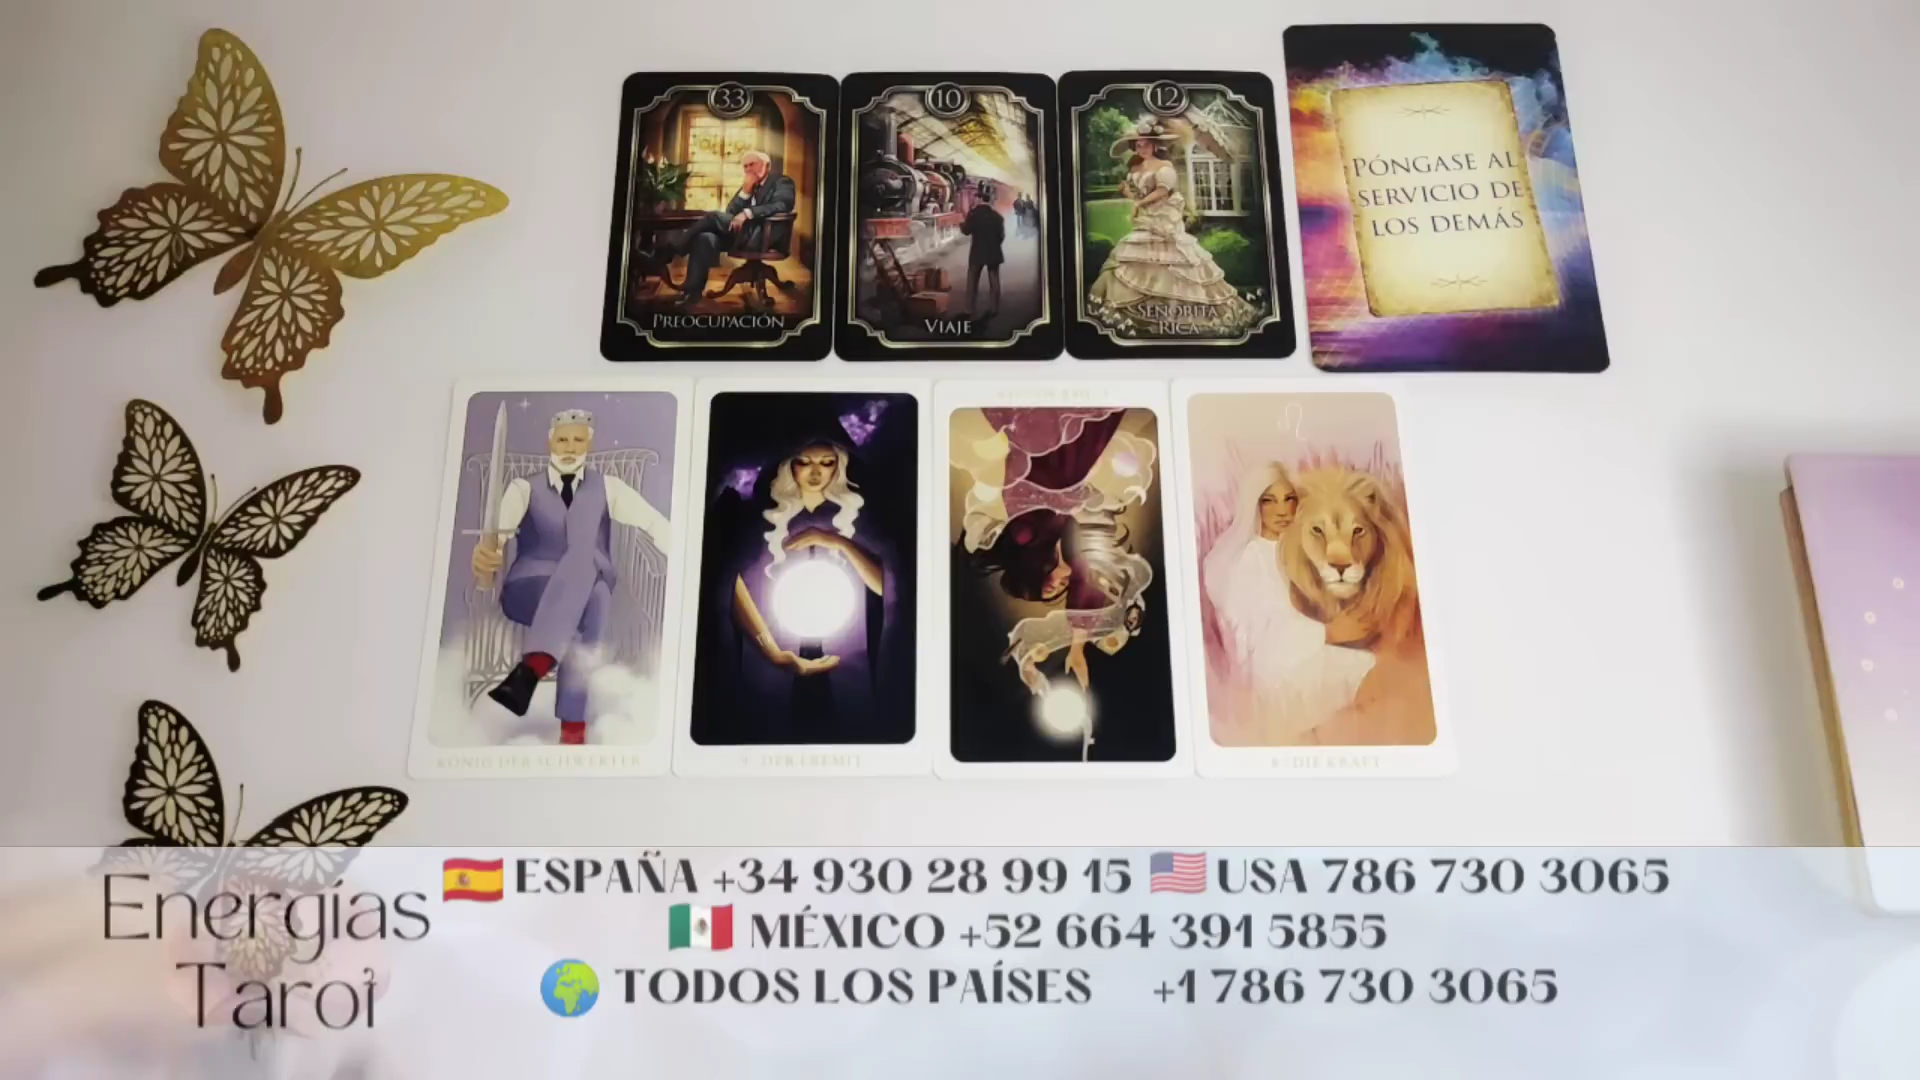 33
10
12
PREOCUPACIÓN
VIAJE
SEÑORITA
RICA
PÓNGASE AL
SERVICIO DE
LOS DEMÁS
KÖNIG DER SCHWERTER
9 · DER EREMIT
8 · DIE KRAFT
Energías
Tarot
ESPAÑA +34 930 28 99 15 USA 786 730 3065
MÉXICO +52 664 391 5855
TODOS LOS PAÍSES +1 786 730 3065